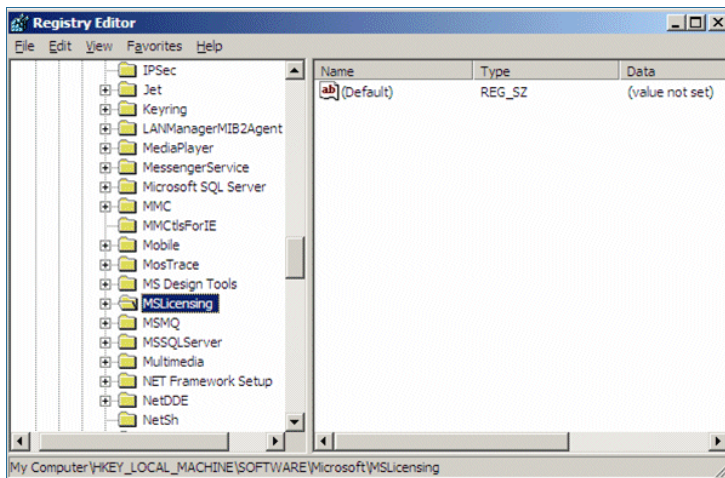 Registry Editor
File Edit View Favorites Help
IPSec
Jet
Keyring
LANManagerMIB2Agent
MediaPlayer
MessengerService
Microsoft SQL Server
MMC
MMCtlsForIE
Mobile
MosTrace
MS Design Tools
MSLicensing
MSMQ
MSSQLServer
Multimedia
NET Framework Setup
NetDDE
NetSh
Name Type Data
ab (Default) REG_SZ (value not set)
My Computer\HKEY_LOCAL_MACHINE\SOFTWARE\Microsoft\MSLicensing